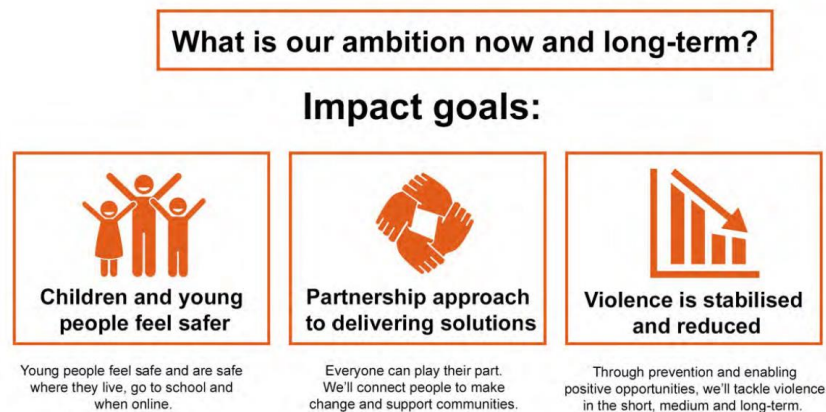 What is our ambition now and long-term?
Impact goals:
Children and young
people feel safer
Young people feel safe and are safe
where they live, go to school and
when online.
Partnership approach
to delivering solutions
Everyone can play their part.
We'll connect people to make
change and support communities.
Violence is stabilised
and reduced
Through prevention and enabling
positive opportunities, we'll tackle violence
in the short, medium and long-term.